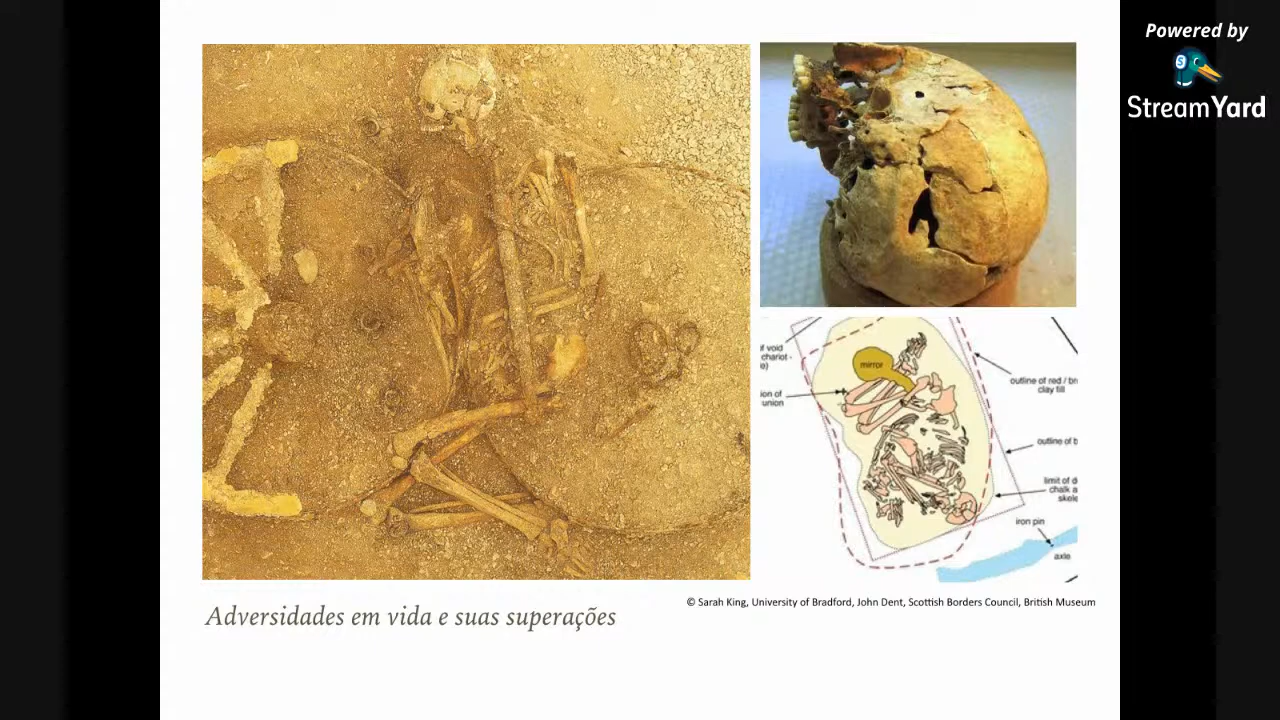 Powered by
StreamYard
mirror
f void
chariot -
e)
ion of
union
outline of red / br
clay fill
outline of b
limit of d
chalk a
skele
iron pin
axle
© Sarah King, University of Bradford, John Dent, Scottish Borders Council, British Museum
Adversidades em vida e suas superações